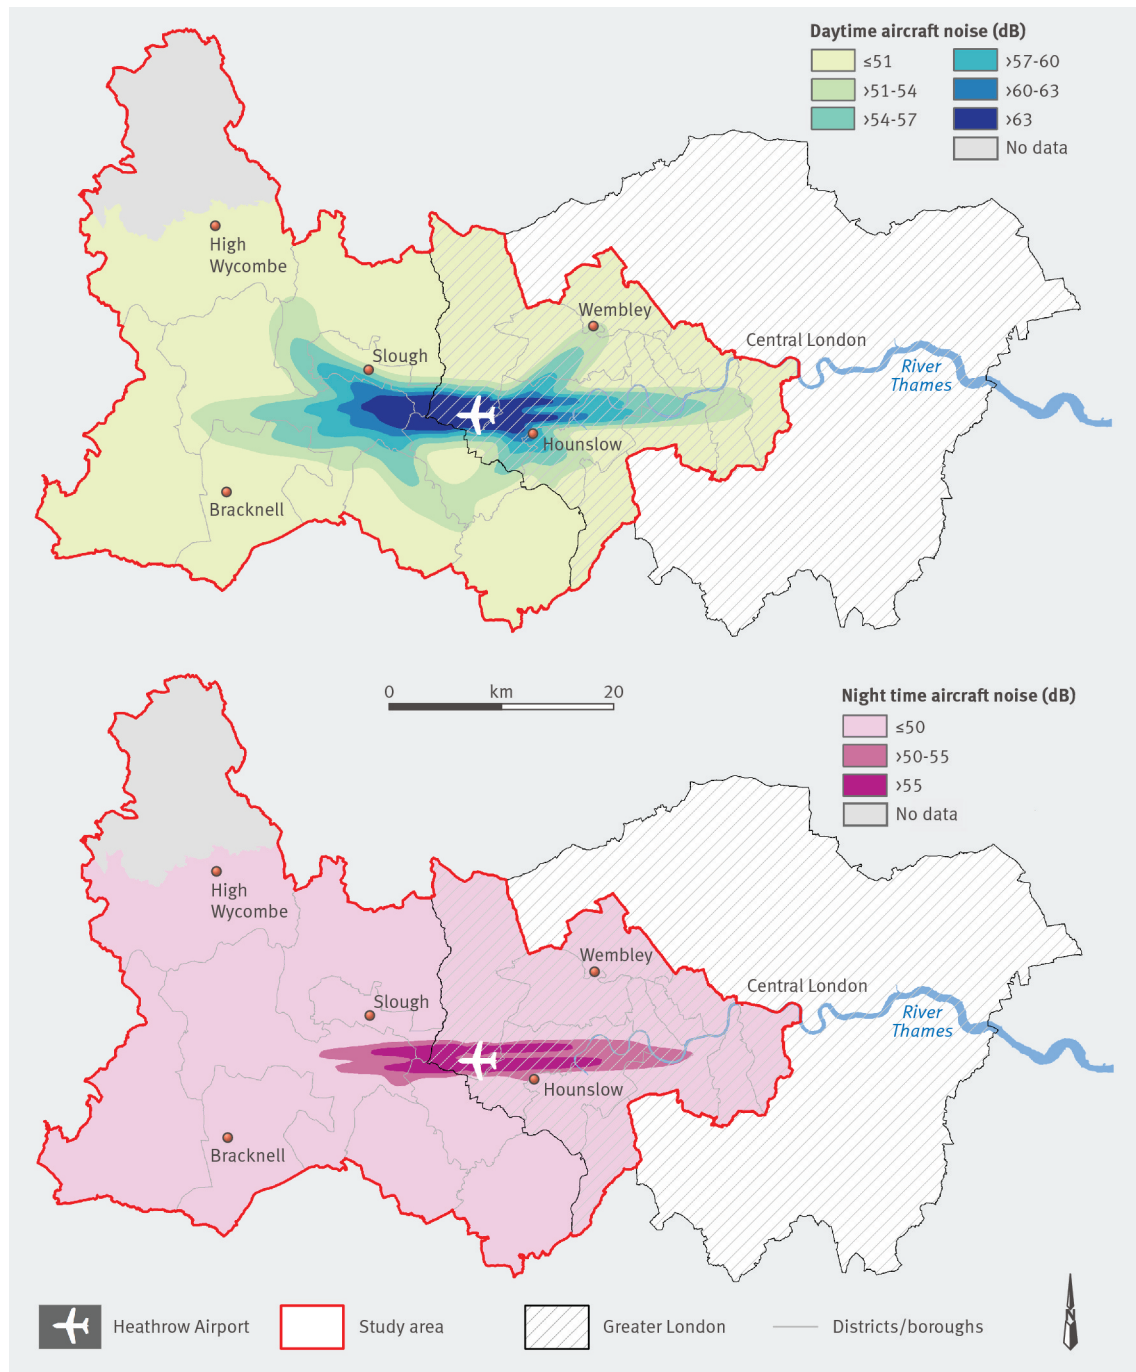 Daytime aircraft noise (dB)
≤51
>51-54
>54-57
>57-60
>60-63
>63
No data
High
Wycombe
Wembley
Slough
Central London
River
Thames
Hounslow
Bracknell
0 km 20
Night time aircraft noise (dB)
≤50
>50-55
>55
No data
High
Wycombe
Wembley
Slough
Central London
River
Thames
Hounslow
Bracknell
Heathrow Airport
Study area
Greater London
Districts/boroughs